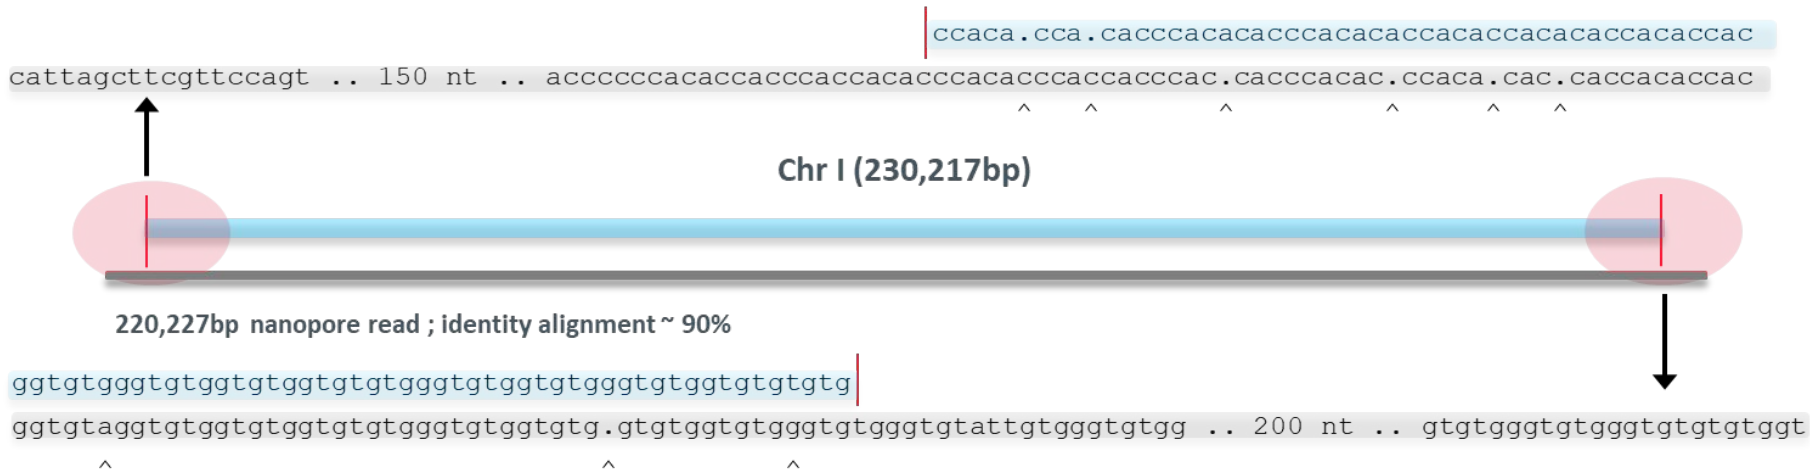 ccaca.cca.cacccacacacccacacaccacaccacacaccacaccac
cattagcttcgttccagt .. 150 nt .. accccccacaccacccaccacacccacacccaccacccac.cacccacac.ccaca.cac.caccacaccac
^ ^ ^ ^ ^ ^
Chr I (230,217bp)
220,227bp nanopore read ; identity alignment ~ 90%
ggtgtgggtgtggtgtggtgtgtgggtgtggtgtgggtgtggtgtgtgtg
ggtgtaggtgtggtgtggtgtgtgggtgtggtgtg.gtgtggtgtgggtgtgggtgtattgtgggtgtgg .. 200 nt .. gtgtgggtgtgggtgtgtgtggt
^ ^ ^